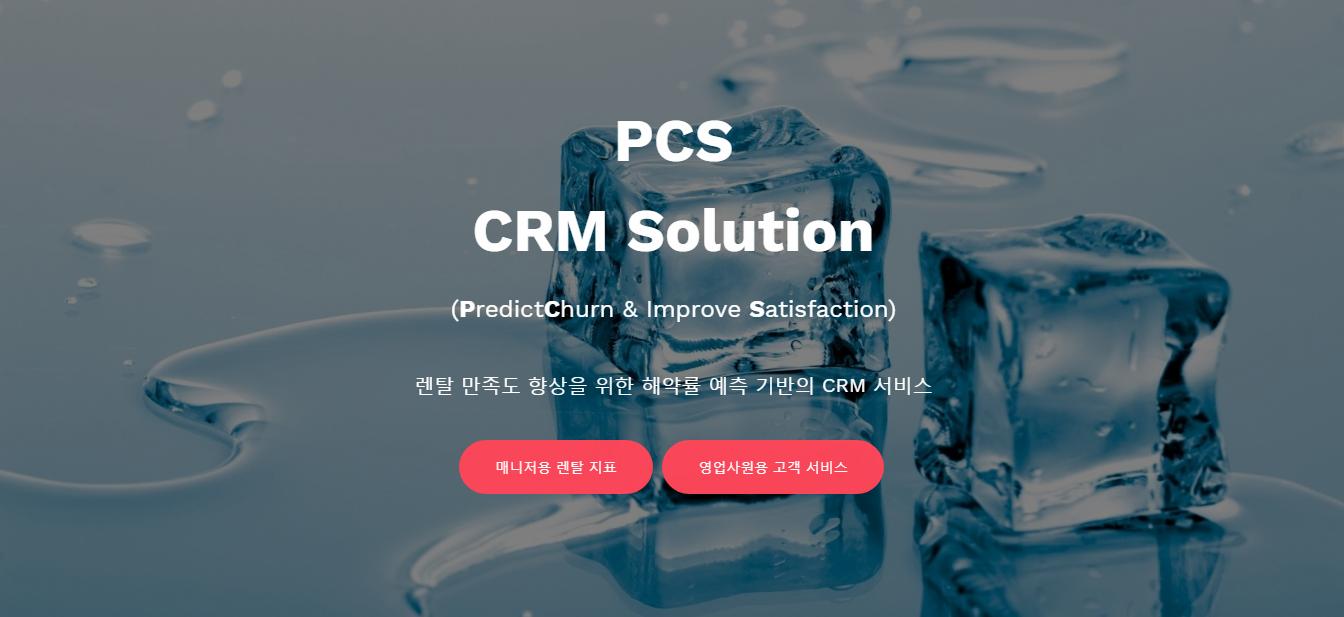 PCS
CRM Solution
(PredictChurn & Improve Satisfaction)
렌탈 만족도 향상을 위한 해약률 예측 기반의 CRM 서비스
매니저용 렌탈 지표
영업사원용 고객 서비스